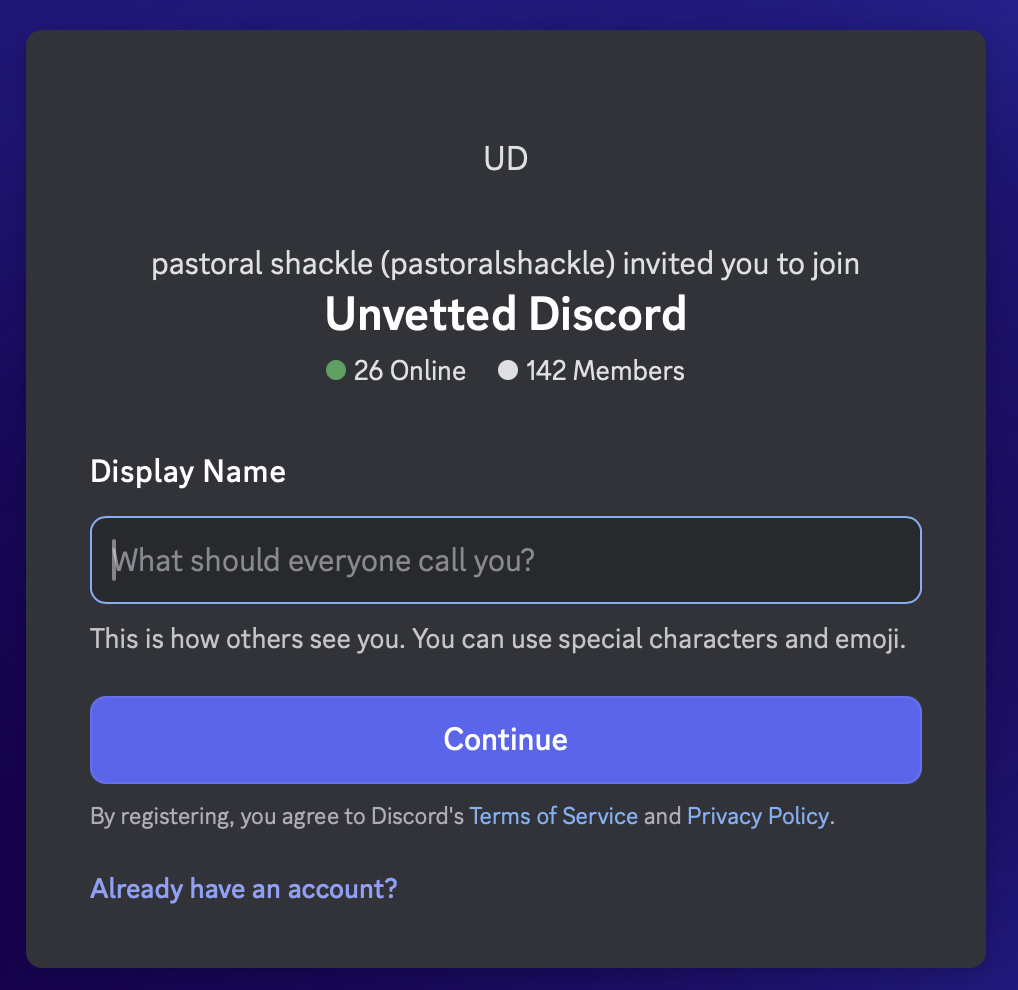 UD
pastoral shackle (pastoralshackle) invited you to join
Unvetted Discord
26 Online 142 Members
Display Name
What should everyone call you?
This is how others see you. You can use special characters and emoji.
Continue
By registering, you agree to Discord's Terms of Service and Privacy Policy.
Already have an account?